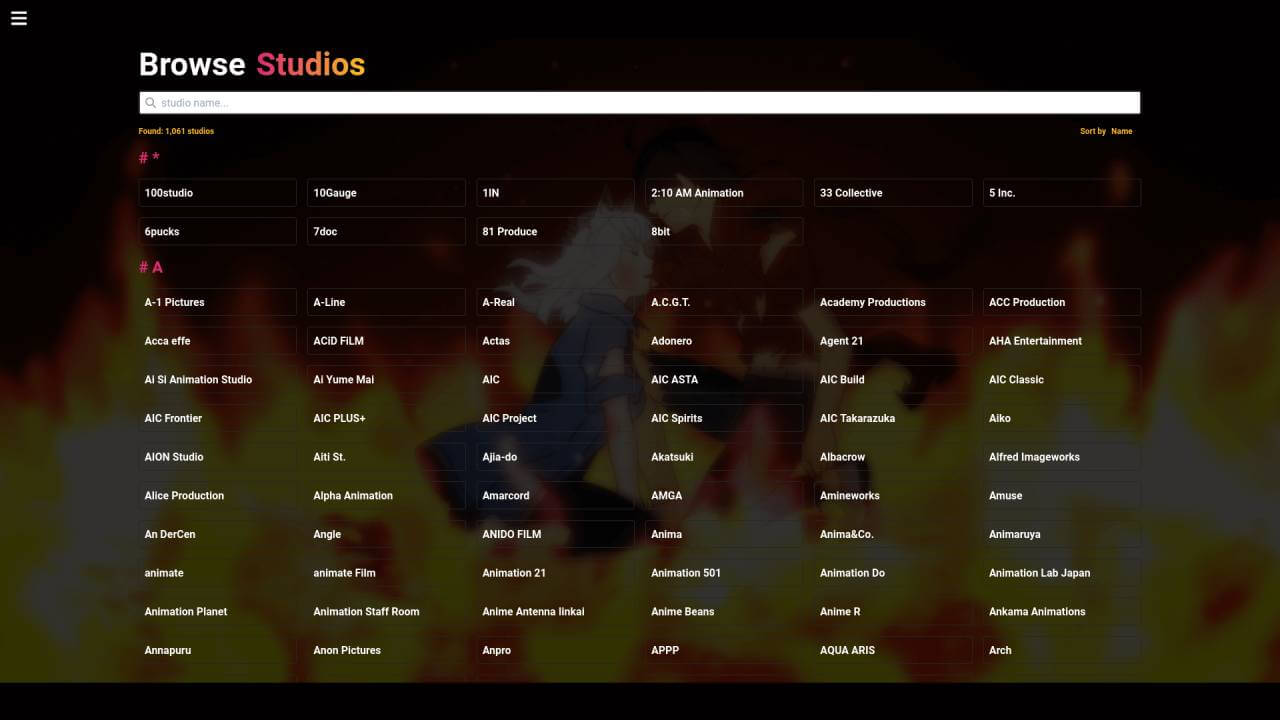 Browse Studios
studio name...
Found: 1,061 studios Sort by Name
# *
100studio 10Gauge 1IN 2:10 AM Animation 33 Collective 5 Inc.
6pucks 7doc 81 Produce 8bit
# A
A-1 Pictures A-Line A-Real A.C.G.T. Academy Productions ACC Production
Acca effe ACiD FiLM Actas Adonero Agent 21 AHA Entertainment
Ai Si Animation Studio Ai Yume Mai AIC AIC ASTA AIC Build AIC Classic
AIC Frontier AIC PLUS+ AIC Project AIC Spirits AIC Takarazuka Aiko
AION Studio Aiti St. Ajia-do Akatsuki Albacrow Alfred Imageworks
Alice Production Alpha Animation Amarcord AMGA Amineworks Amuse
An DerCen Angle ANIDO FILM Anima Anima&Co. Animaruya
animate animate Film Animation 21 Animation 501 Animation Do Animation Lab Japan
Animation Planet Animation Staff Room Anime Antenna Iinkai Anime Beans Anime R Ankama Animations
Annapuru Anon Pictures Anpro APPP AQUA ARIS Arch